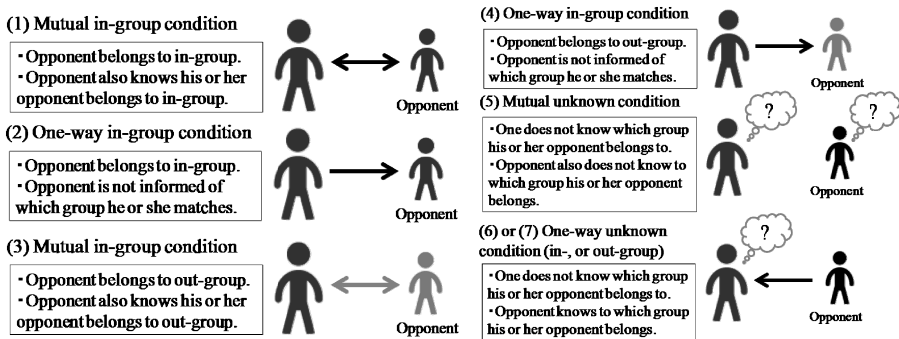 (1) Mutual in-group condition
・Opponent belongs to in-group.
・Opponent also knows his or her
opponent belongs to in-group.
Opponent
(2) One-way in-group condition
・Opponent belongs to in-group.
・Opponent is not informed of
which group he or she matches.
Opponent
(3) Mutual in-group condition
・Opponent belongs to out-group.
・Opponent also knows his or her
opponent belongs to out-group.
Opponent
(4) One-way in-group condition
・Opponent belongs to out-group.
・Opponent is not informed of
which group he or she matches.
Opponent
(5) Mutual unknown condition
? ?
・One does not know which group
his or her opponent belongs to.
・Opponent also does not know to
which group his or her opponent
belongs.
Opponent
(6) or (7) One-way unknown
condition (in-, or out-group)
?
・One does not know which group
his or her opponent belongs to.
・Opponent knows to which group
his or her opponent belongs.
Opponent